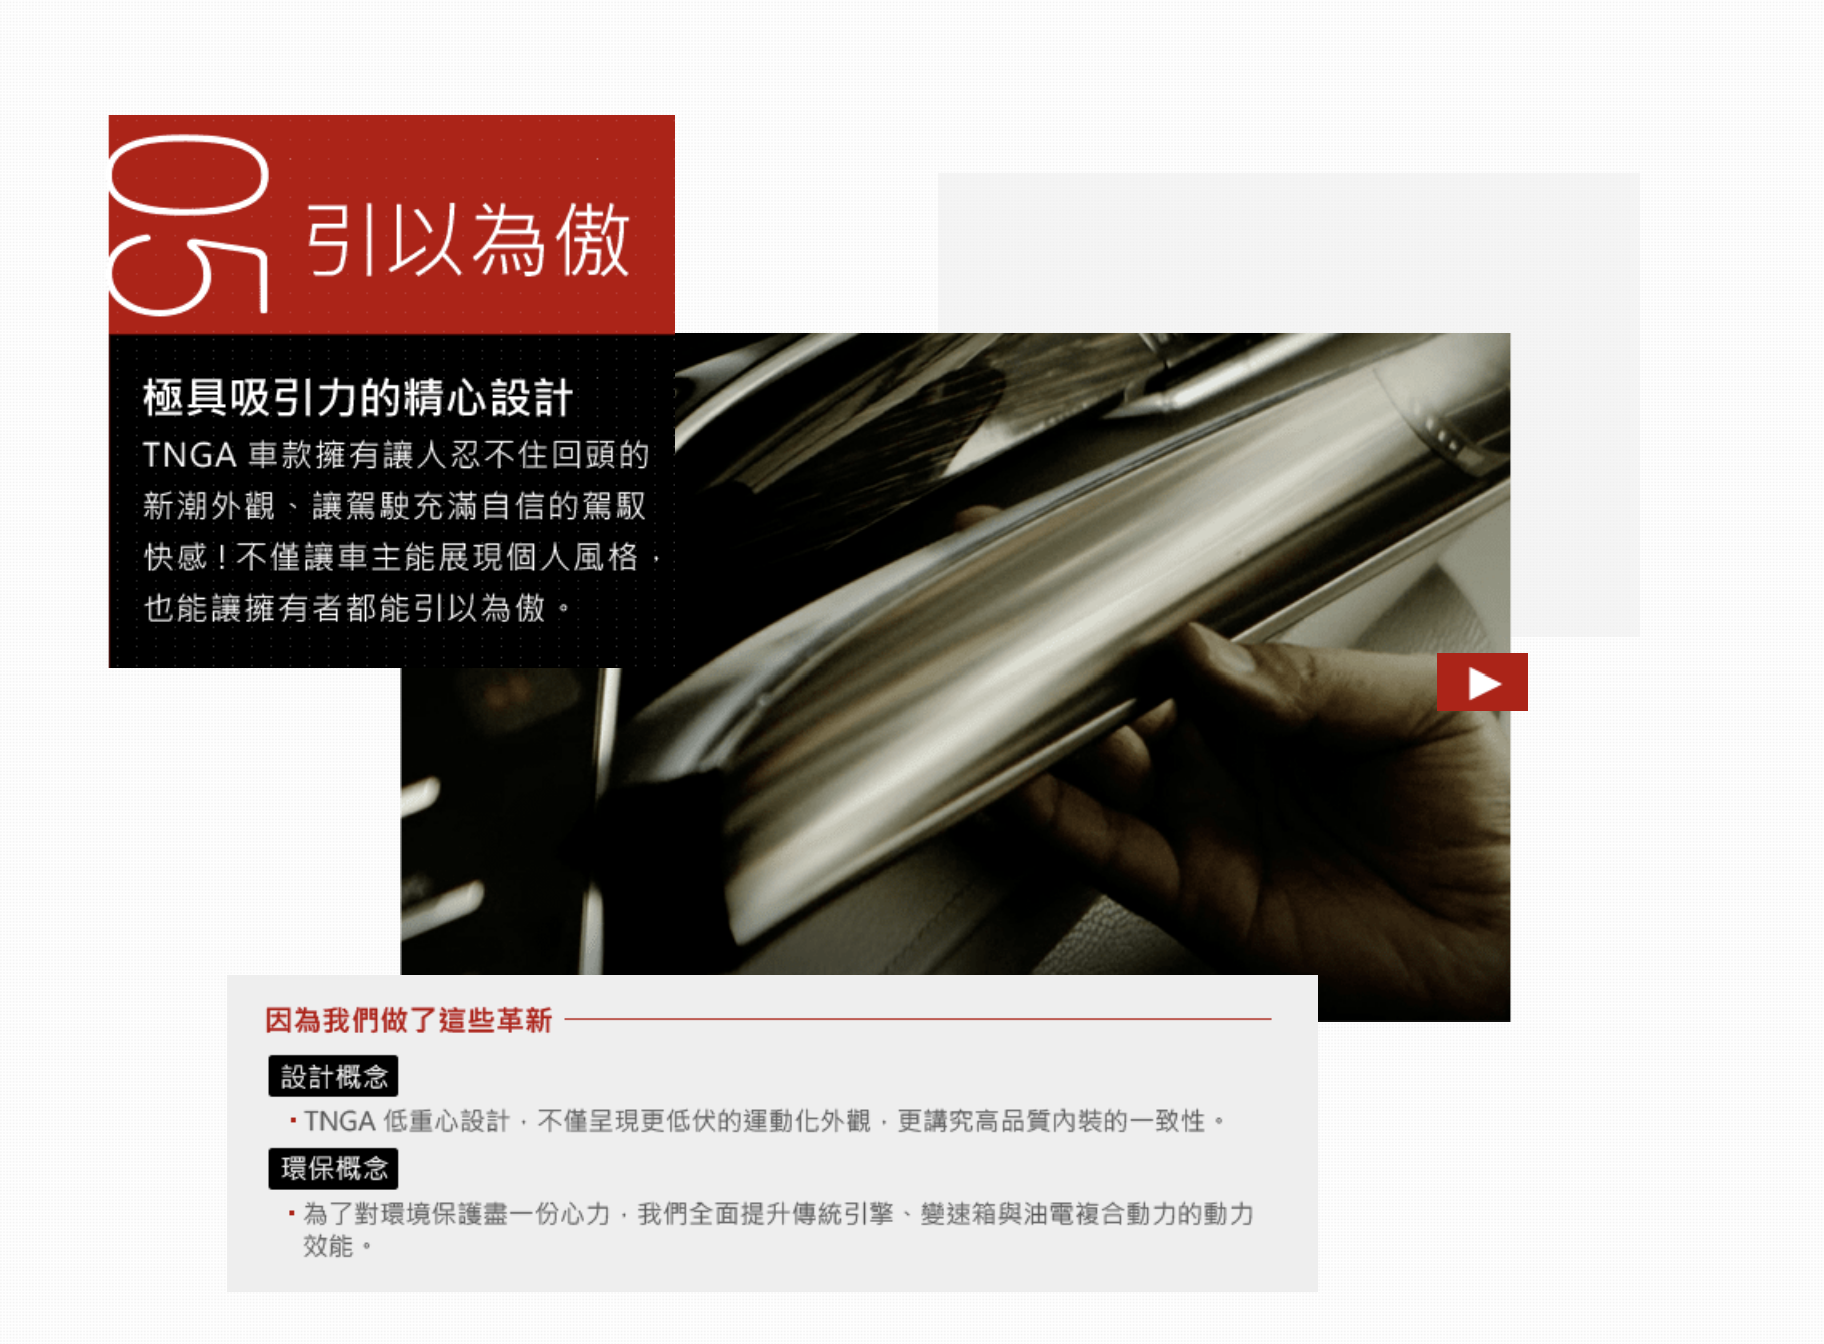 05
引以為傲
極具吸引力的精心設計
TNGA 車款擁有讓人忍不住回頭的
新潮外觀、讓駕駛充滿自信的駕馭
快感！不僅讓車主能展現個人風格，
也能讓擁有者都能引以為傲。
因為我們做了這些革新
設計概念
▪ TNGA 低重心設計，不僅呈現更低伏的運動化外觀，更講究高品質內裝的一致性。
環保概念
▪ 為了對環境保護盡一份心力，我們全面提升傳統引擎、變速箱與油電複合動力的動力
效能。